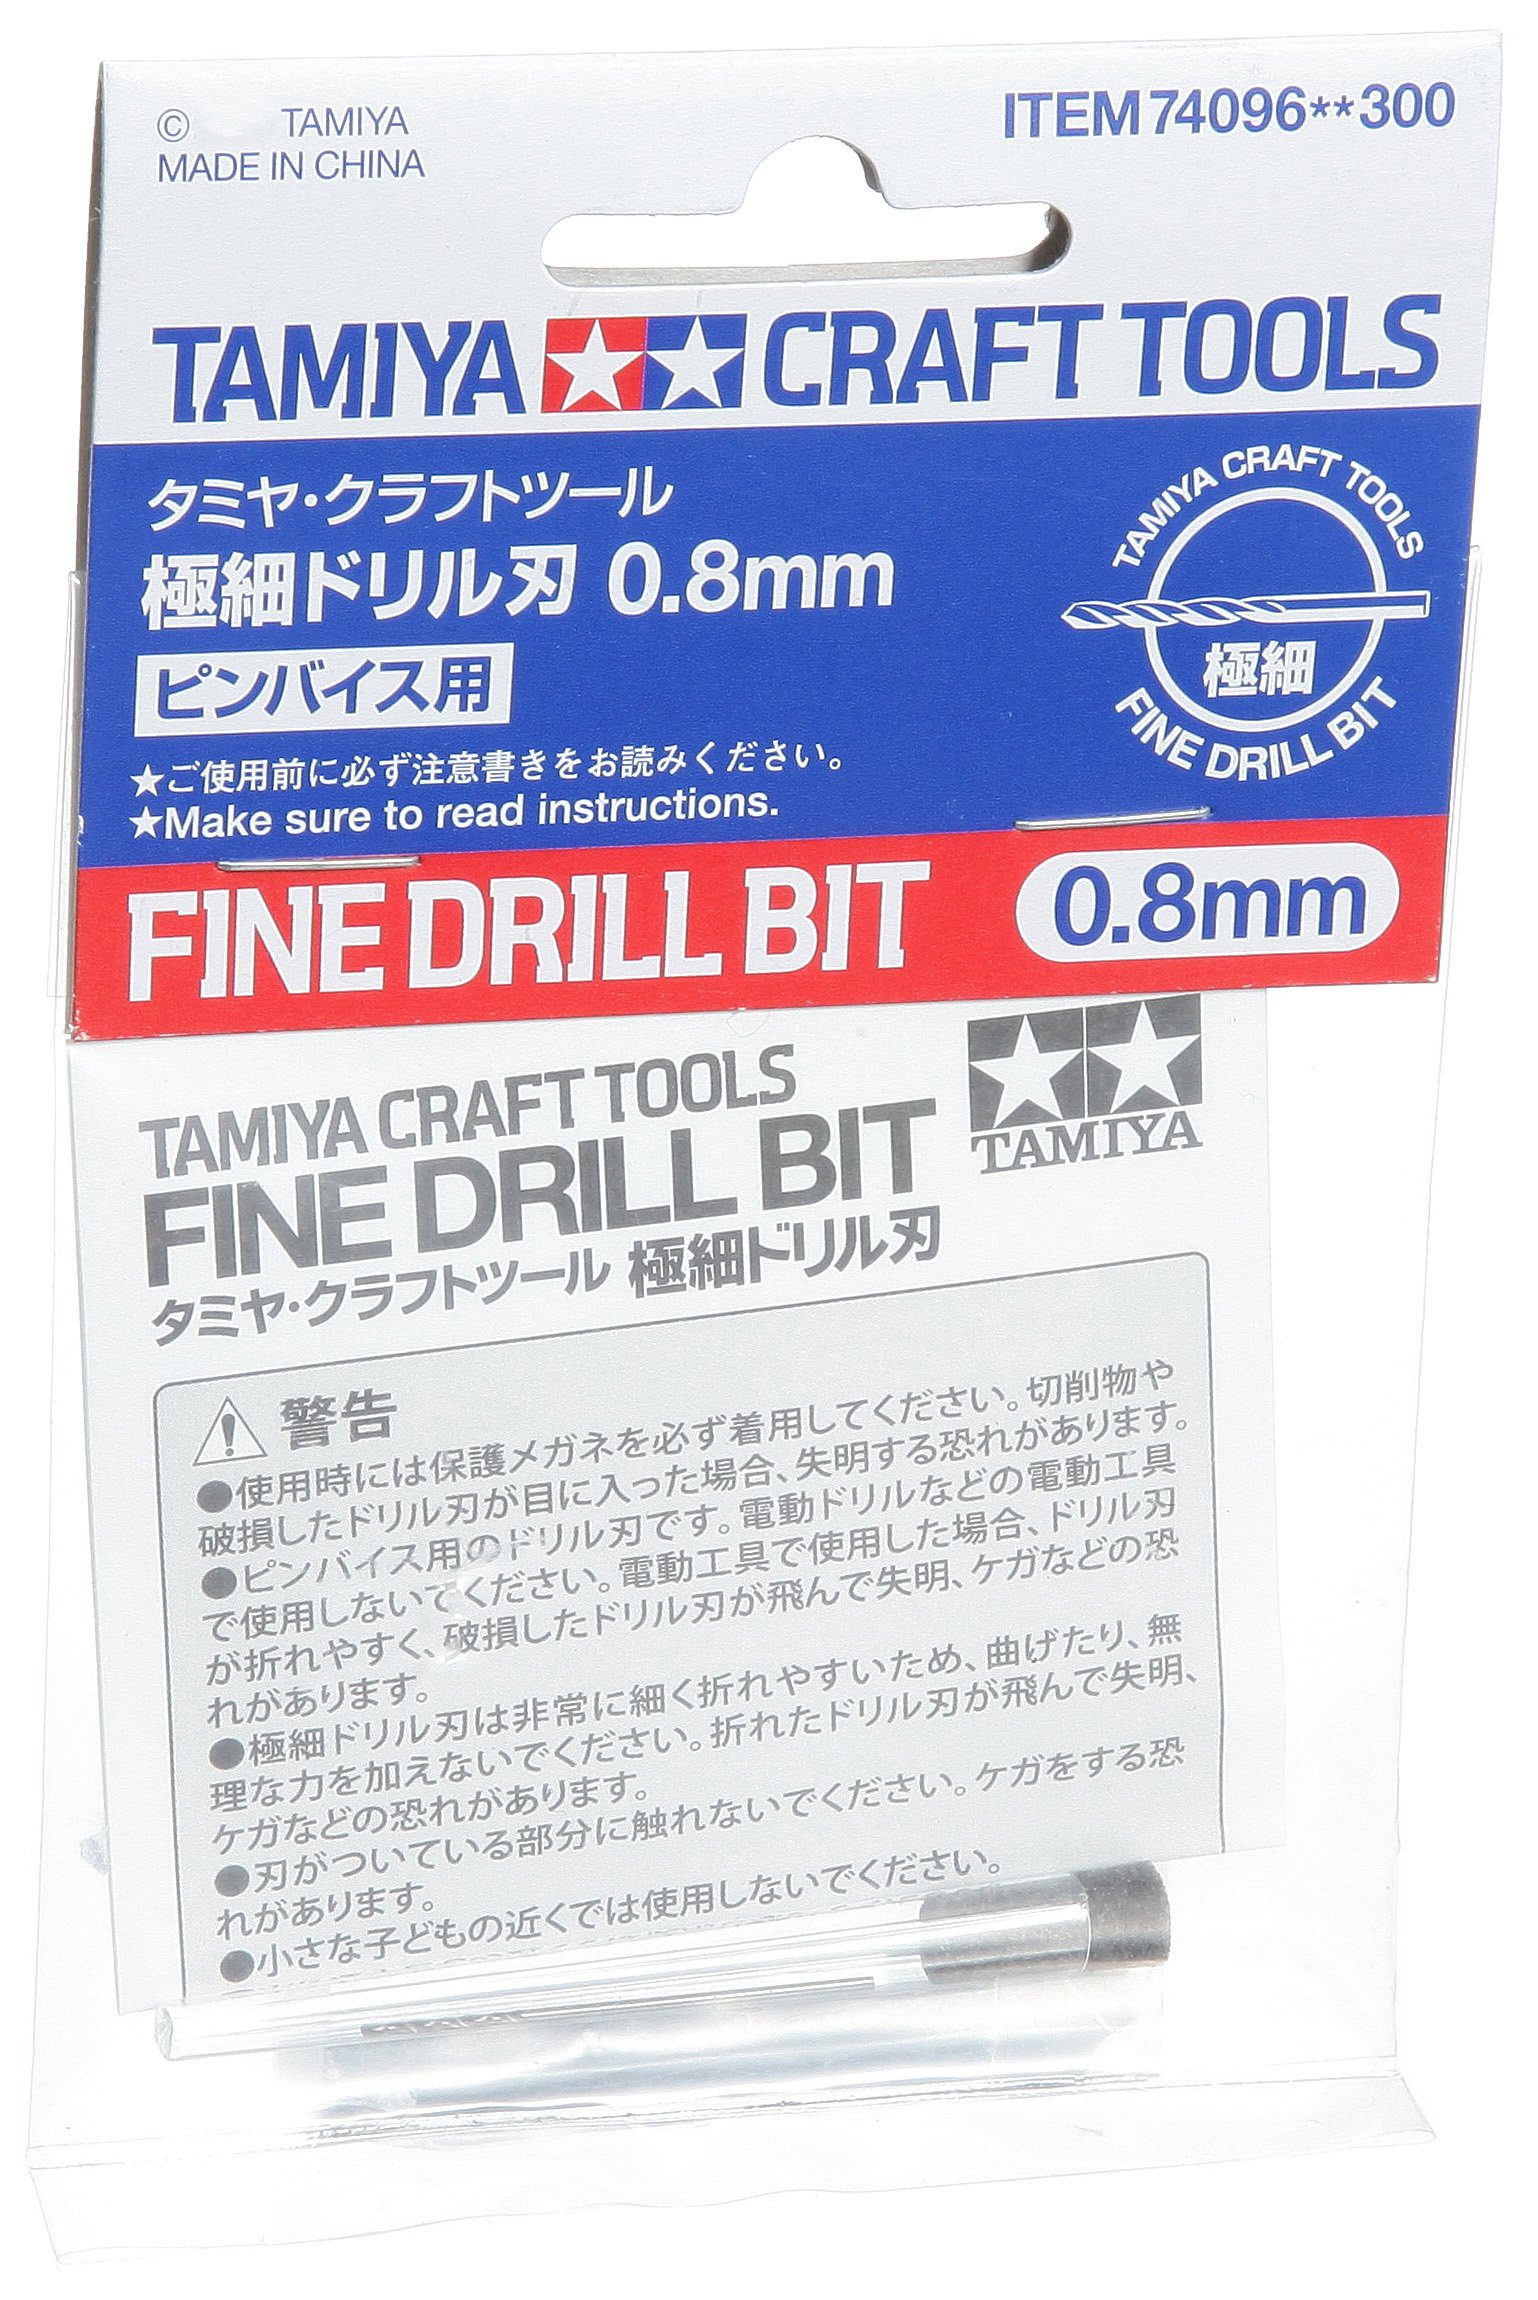 © TAMIYA
MADE IN CHINA
ITEM 74096**300
TAMIYA CRAFT TOOLS
タミヤ・クラフトツール
極細ドリル刃 0.8mm
ピンバイス用
★ご使用前に必ず注意書きをお読みください。
★Make sure to read instructions.
TAMIYA CRAFT TOOLS
極細
FINE DRILL BIT
FINE DRILL BIT 0.8mm
TAMIYA CRAFT TOOLS
FINE DRILL BIT
タミヤ・クラフトツール 極細ドリル刃
TAMIYA
警告
●使用時には保護メガネを必ず着用してください。切削物や
破損したドリル刃が目に入った場合、失明する恐れがあります。
●ピンバイス用のドリル刃です。電動ドリルなどの電動工具
で使用しないでください。電動工具で使用した場合、ドリル刃
が折れやすく、破損したドリル刃が飛んで失明、ケガなどの恐
れがあります。
●極細ドリル刃は非常に細く折れやすいため、曲げたり、無
理な力を加えないでください。折れたドリル刃が飛んで失明、
ケガなどの恐れがあります。
●刃がついている部分に触れないでください。ケガをする恐
れがあります。
●小さな子どもの近くでは使用しないでください。